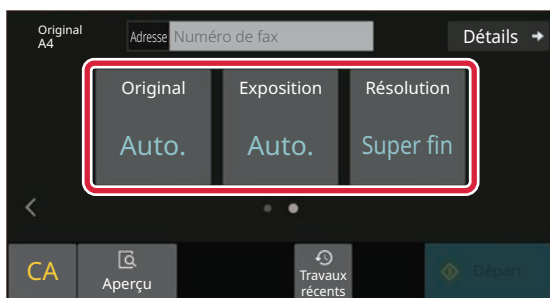 Original
A4
Adresse Numéro de fax
Détails
Original Exposition Résolution
Auto. Auto. Super fin
CA
Aperçu
Travaux
récents
Départ